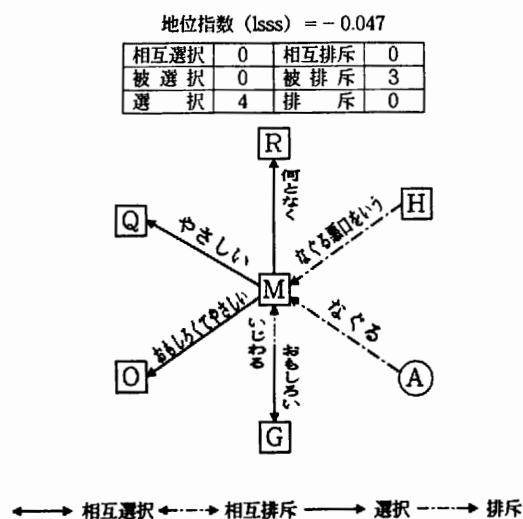 地位指数 (lsss) = − 0.047
相互選択 0 相互排斥 0
被選択 0 被排斥 3
選択 4 排斥 0
R
何となく
H
Q
やさしい
なぐる悪口をいう
M
おもしろくてやさしい
いじわる
おもしろい
なぐる
O
A
G
相互選択 相互排斥 選択 排斥